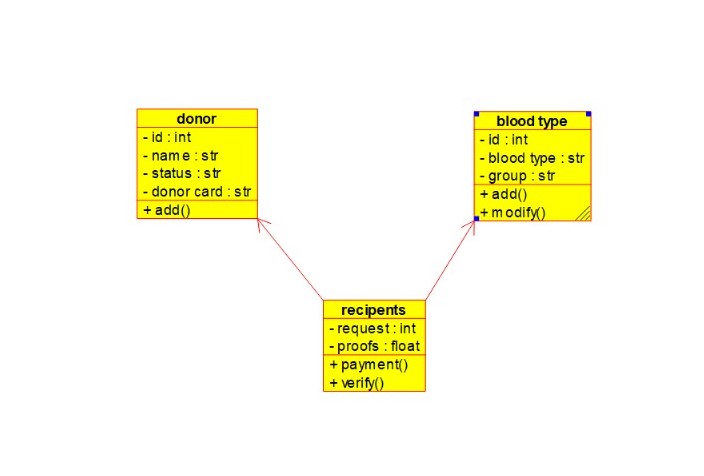 donor
- id : int
- name : str
- status : str
- donor card : str
+ add()
blood type
- id : int
- blood type : str
- group : str
+ add()
+ modify()
recipents
- request : int
- proofs : float
+ payment()
+ verify()